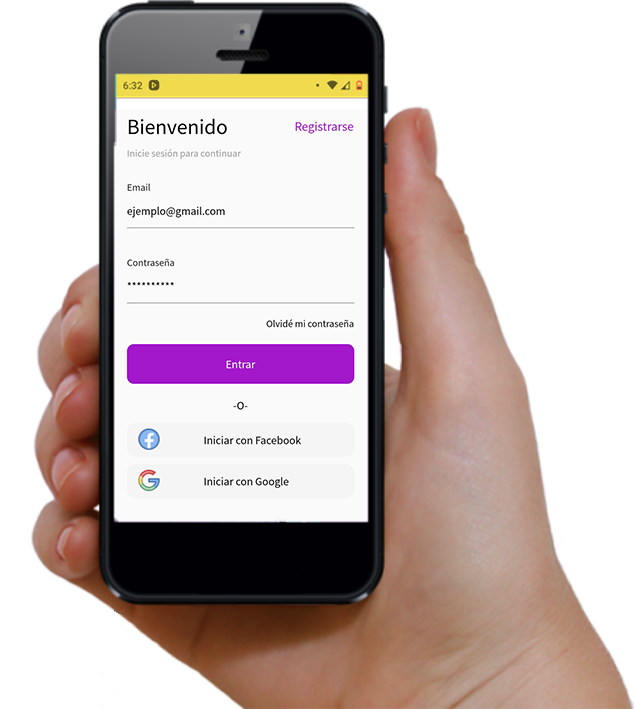 6:32
Bienvenido
Registrarse
Inicie sesión para continuar
Email
ejemplo@gmail.com
Contraseña
**********
Olvidé mi contraseña
Entrar
-O-
Iniciar con Facebook
Iniciar con Google